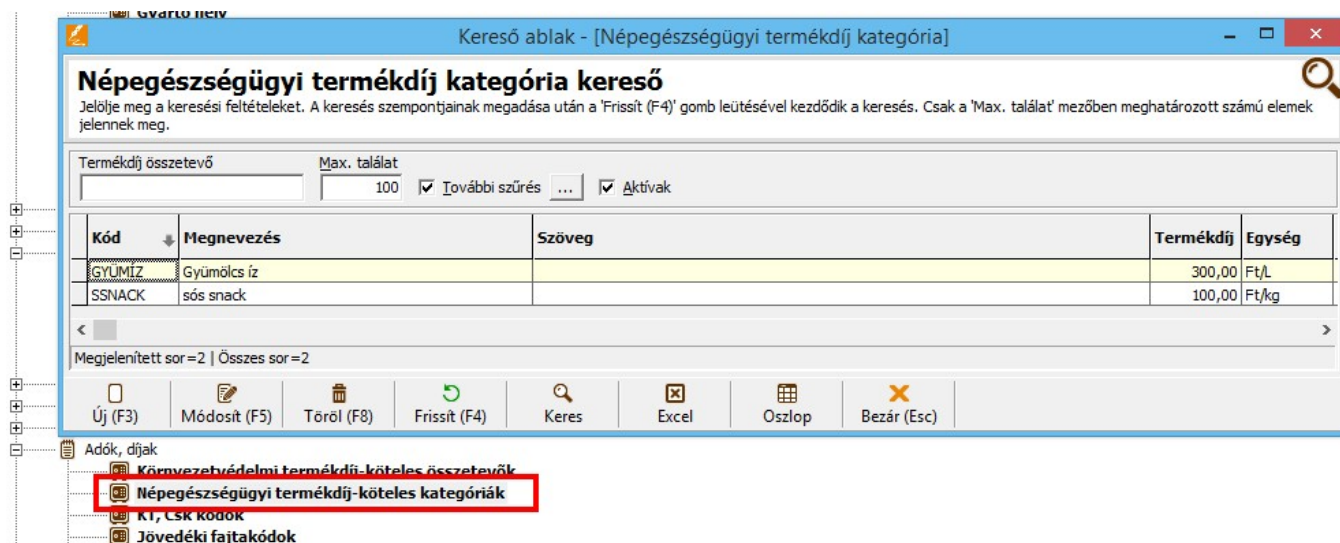 Gyártó hely
Kereső ablak - [Népegészségügyi termékdíj kategória]
Népegészségügyi termékdíj kategória kereső
Jelölje meg a keresési feltételeket. A keresés szempontjainak megadása után a 'Frissít (F4)' gomb leütésével kezdődik a keresés. Csak a 'Max. találat' mezőben meghatározott számú elemek
jelennek meg.
Termékdíj összetevő Max. találat
100 További szűrés ... Aktívak
Kód Megnevezés Szöveg Termékdíj Egység
GYÜMÍZ Gyümölcs íz 300,00 Ft/L
SSNACK sós snack 100,00 Ft/kg
Megjelenített sor=2 | Összes sor=2
Új (F3) Módosít (F5) Töröl (F8) Frissít (F4) Keres Excel Oszlop Bezár (Esc)
Adók, díjak
Környezetvédelmi termékdíj-köteles összetevők
Népegészségügyi termékdíj-köteles kategóriák
KT, Csk kódok
Jövedéki fajtakódok